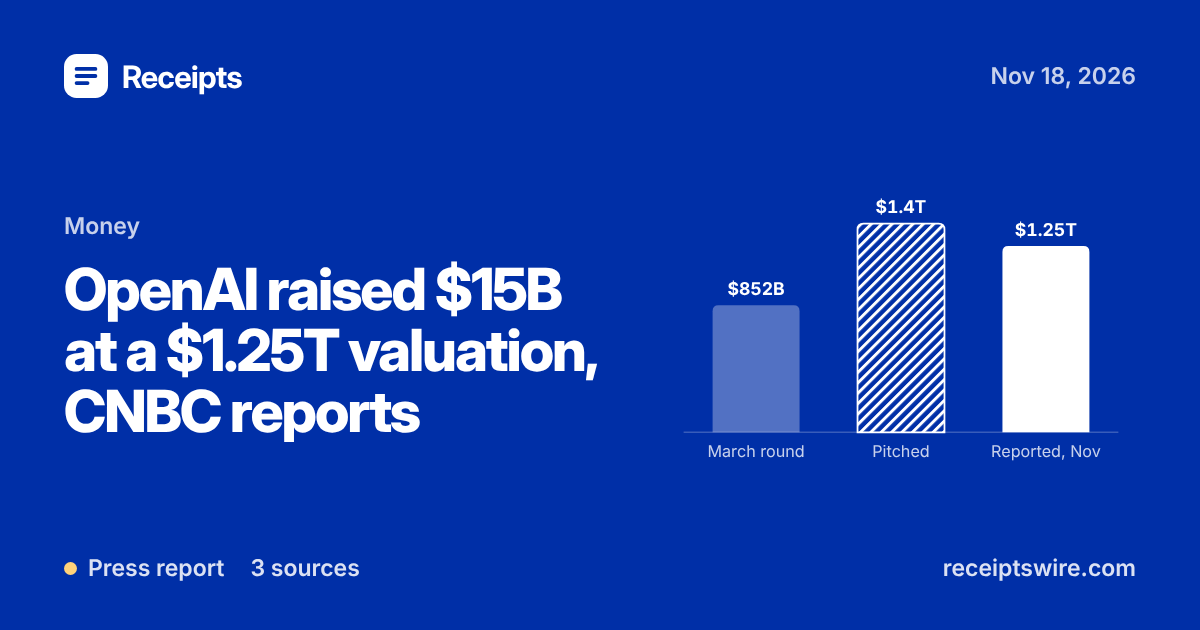 Receipts
Nov 18, 2026
Money
OpenAI raised $15B
at a $1.25T valuation,
CNBC reports
$852B
$1.4T
$1.25T
March round
Pitched
Reported, Nov
Press report
3 sources
receiptswire.com